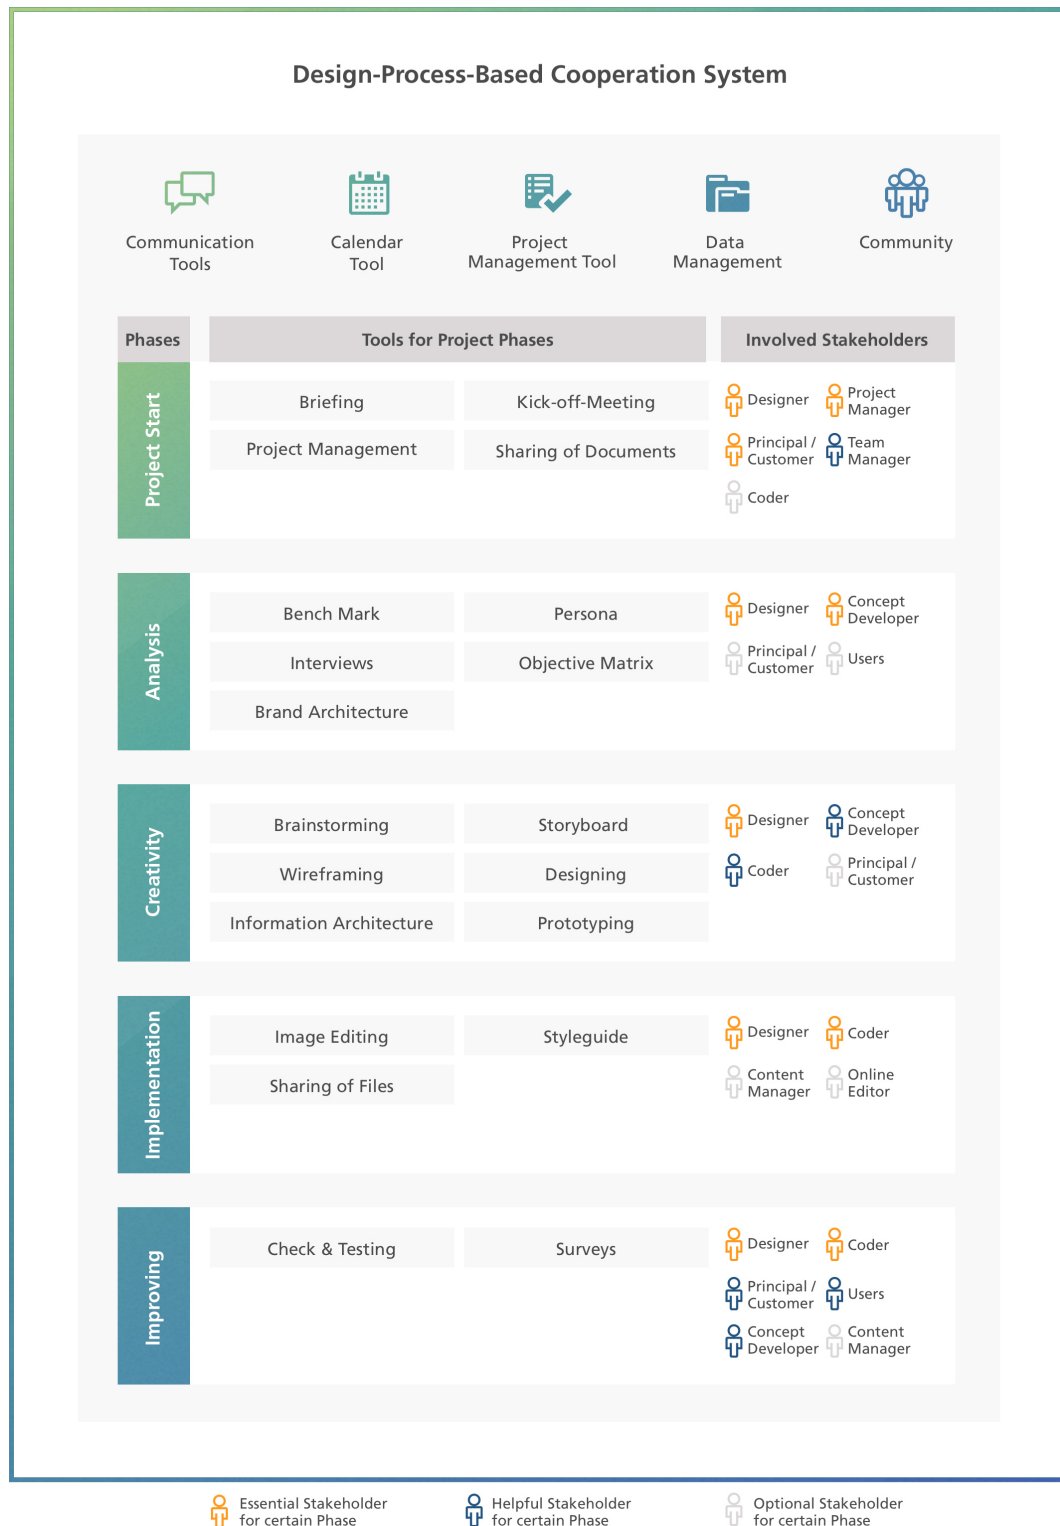 Design-Process-Based Cooperation System
Communication
Tools
Calendar
Tool
Project
Management Tool
Data
Management
Community
Phases
Tools for Project Phases
Involved Stakeholders
Project Start
Briefing
Kick-off-Meeting
Project Management
Sharing of Documents
Designer
Project
Manager
Principal /
Customer
Team
Manager
Coder
Analysis
Bench Mark
Persona
Interviews
Objective Matrix
Brand Architecture
Designer
Concept
Developer
Principal /
Customer
Users
Creativity
Brainstorming
Storyboard
Wireframing
Designing
Information Architecture
Prototyping
Designer
Concept
Developer
Coder
Principal /
Customer
Implementation
Image Editing
Styleguide
Sharing of Files
Designer
Coder
Content
Manager
Online
Editor
Improving
Check & Testing
Surveys
Designer
Coder
Principal /
Customer
Users
Concept
Developer
Content
Manager
Essential Stakeholder
for certain Phase
Helpful Stakeholder
for certain Phase
Optional Stakeholder
for certain Phase